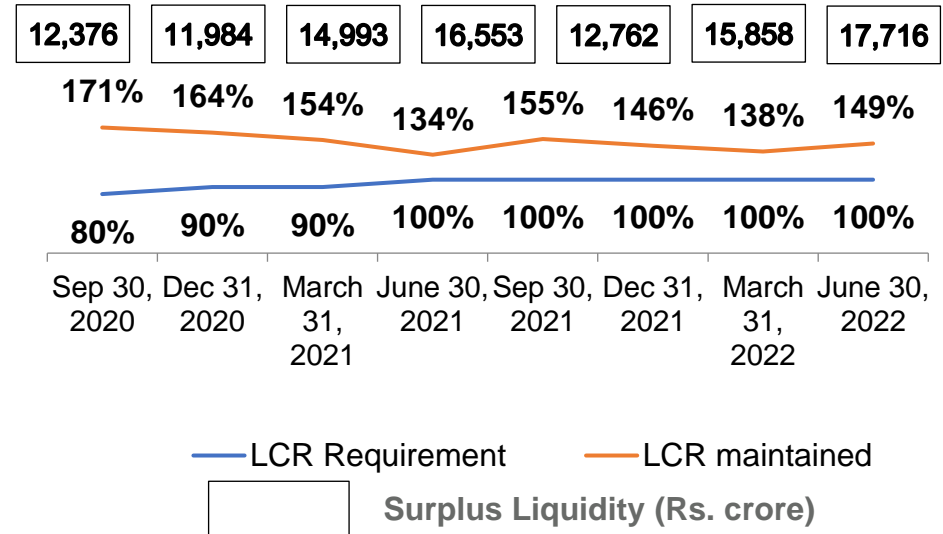 12,376 11,984 14,993 16,553 12,762 15,858 17,716
171% 164% 154% 134% 155% 146% 138% 149%
80% 90% 90% 100% 100% 100% 100% 100%
Sep 30, Dec 31, March June 30, Sep 30, Dec 31, March June 30,
2020 2020 31, 2021 2021 2021 31, 2022
2021 2022
LCR Requirement LCR maintained
Surplus Liquidity (Rs. crore)